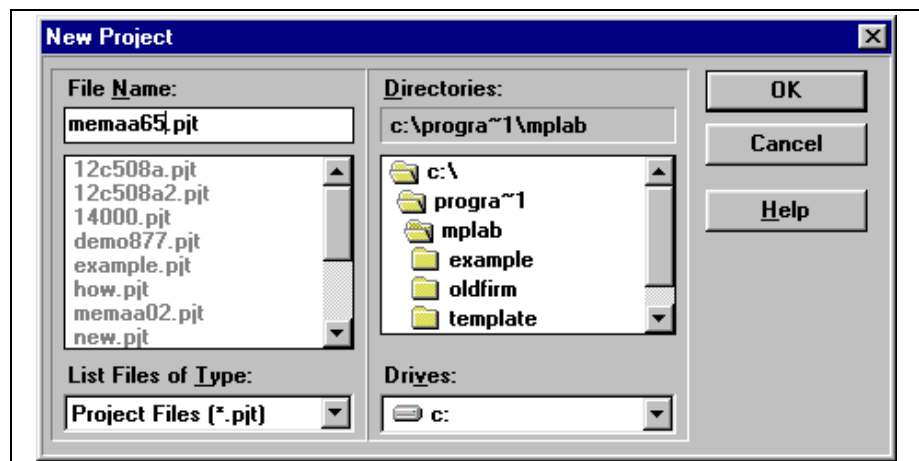 New Project
File Name:
memaa65.pjt
12c508a.pjt
12c508a2.pjt
14000.pjt
demo877.pjt
example.pjt
how.pjt
memaa02.pjt
new.pjt
List Files of Type:
Project Files (*.pjt)
Directories:
c:\progra~1\mplab
c:\
progra~1
mplab
example
oldfirm
template
Drives:
c:
OK
Cancel
Help